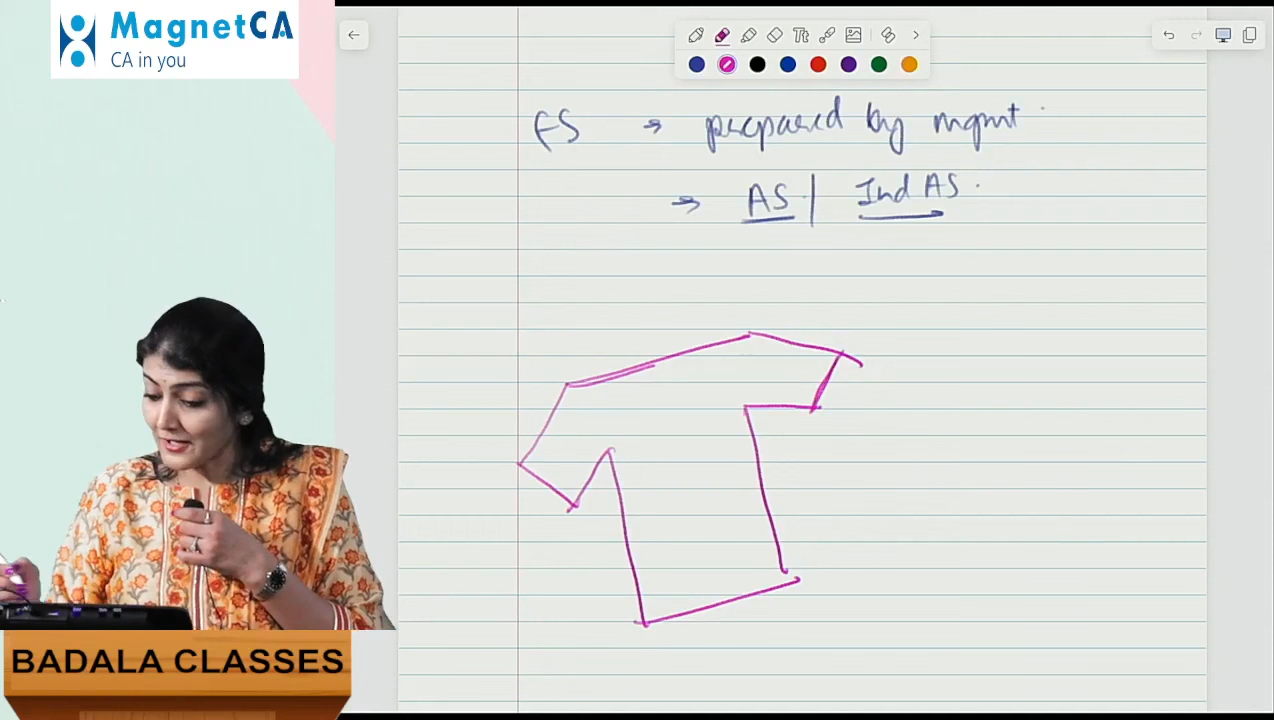 MagnetCA
CA in you
FS → prepared by mgmt
→ AS | Ind AS
BADALA CLASSES